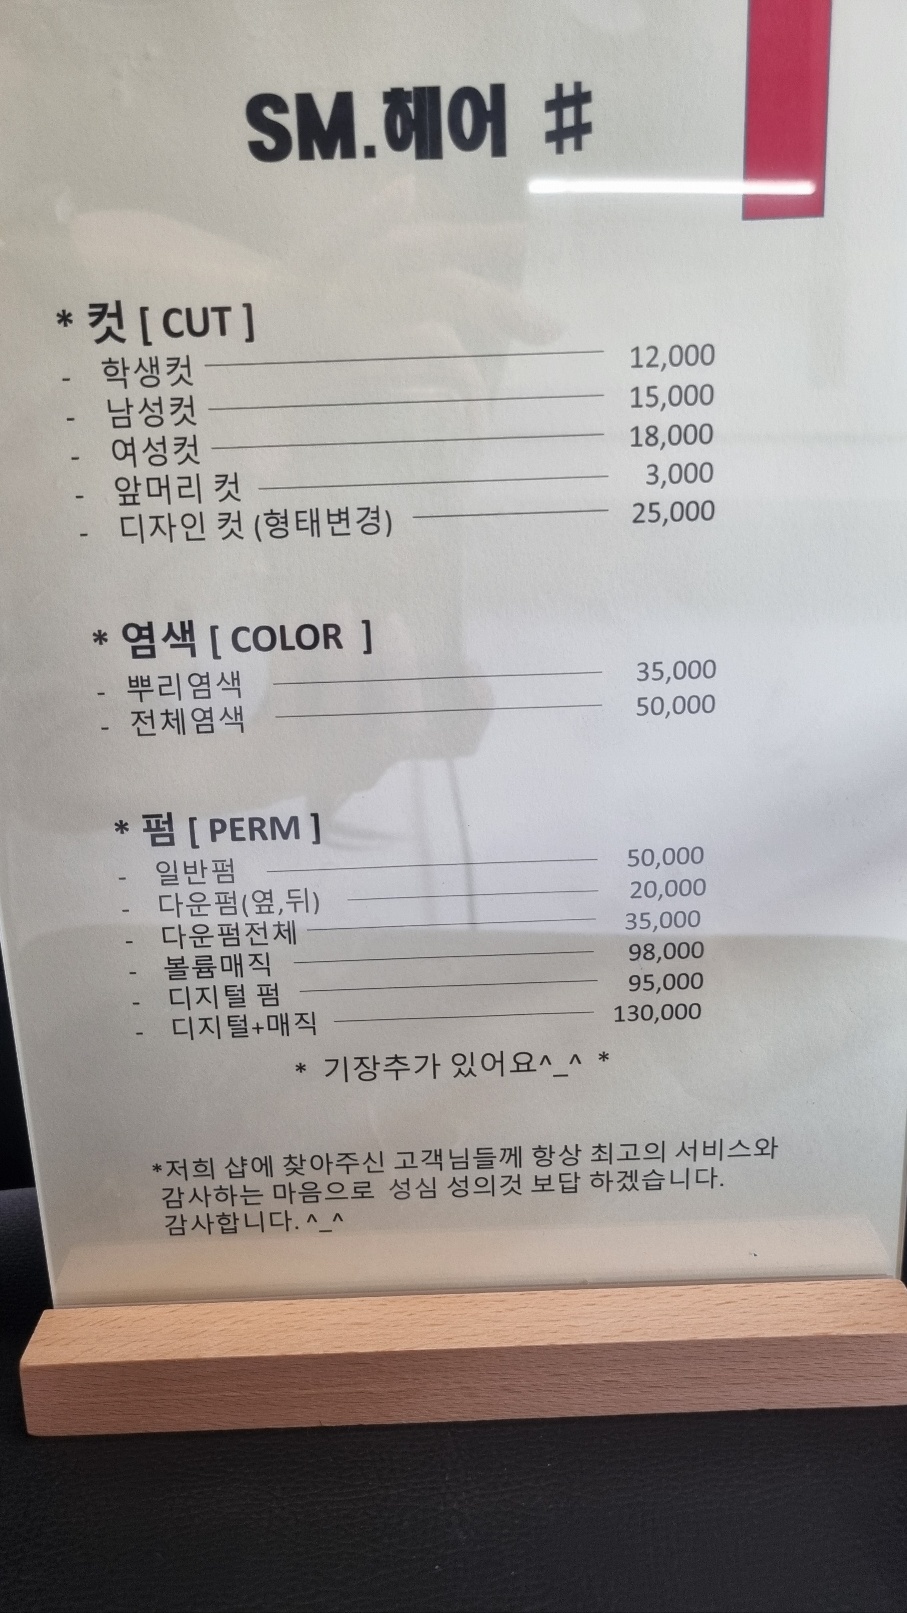 SM.헤어 #
* 컷 [ CUT ]
- 학생컷 12,000
- 남성컷 15,000
- 여성컷 18,000
- 앞머리 컷 3,000
- 디자인 컷 (형태변경) 25,000
* 염색 [ COLOR ]
- 뿌리염색 35,000
- 전체염색 50,000
* 펌 [ PERM ]
- 일반펌 50,000
- 다운펌(옆,뒤) 20,000
- 다운펌전체 35,000
- 볼륨매직 98,000
- 디지털 펌 95,000
- 디지털+매직 130,000
* 기장추가 있어요^_^ *
*저희 샵에 찾아주신 고객님들께 항상 최고의 서비스와
감사하는 마음으로 성심 성의것 보답 하겠습니다.
감사합니다. ^_^